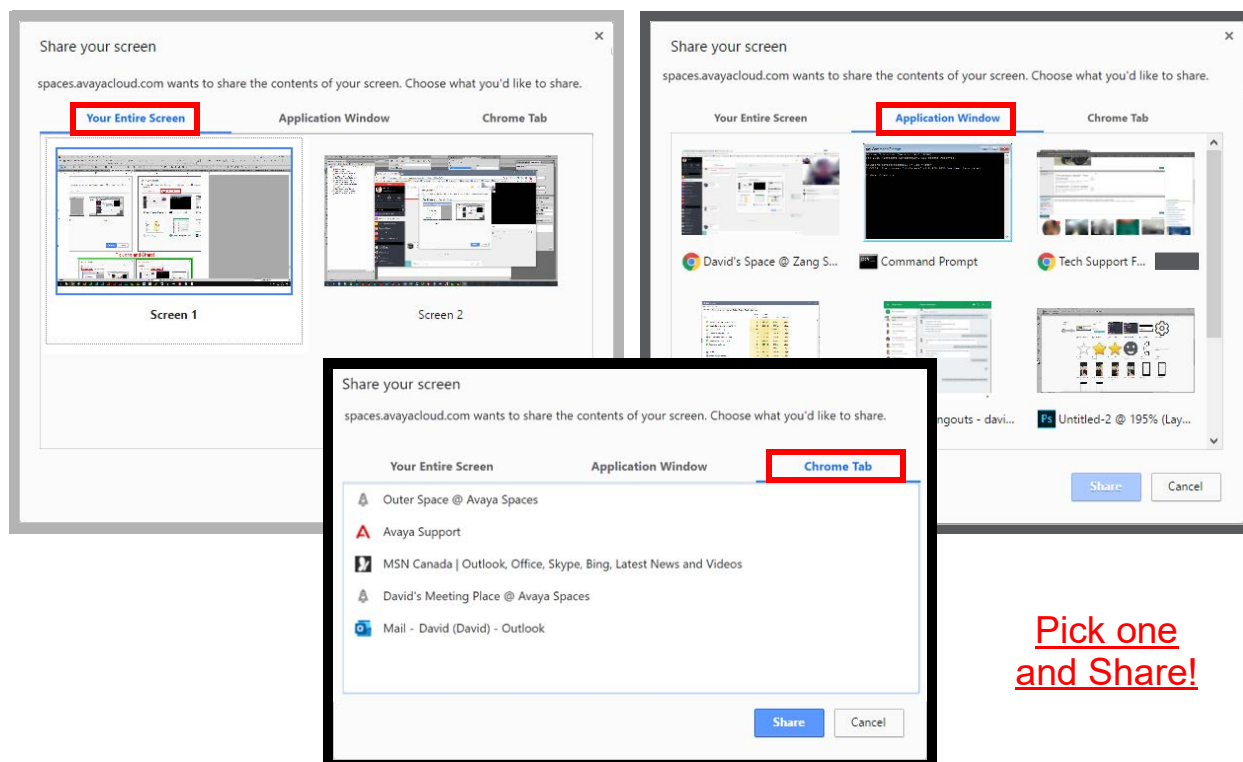 Share your screen
×
spaces.avayacloud.com wants to share the contents of your screen. Choose what you'd like to share.
Your Entire Screen Application Window Chrome Tab
Screen 1 Screen 2
Share your screen
×
spaces.avayacloud.com wants to share the contents of your screen. Choose what you'd like to share.
Your Entire Screen Application Window Chrome Tab
David's Space @ Zang S... Command Prompt Tech Support F...
ngouts - davi... Untitled-2 @ 195% (Lay...
Share Cancel
Share your screen
spaces.avayacloud.com wants to share the contents of your screen. Choose what you'd like to share.
Your Entire Screen Application Window Chrome Tab
Outer Space @ Avaya Spaces
Avaya Support
MSN Canada | Outlook, Office, Skype, Bing, Latest News and Videos
David's Meeting Place @ Avaya Spaces
Mail - David (David) - Outlook
Share Cancel
Pick one
and Share!